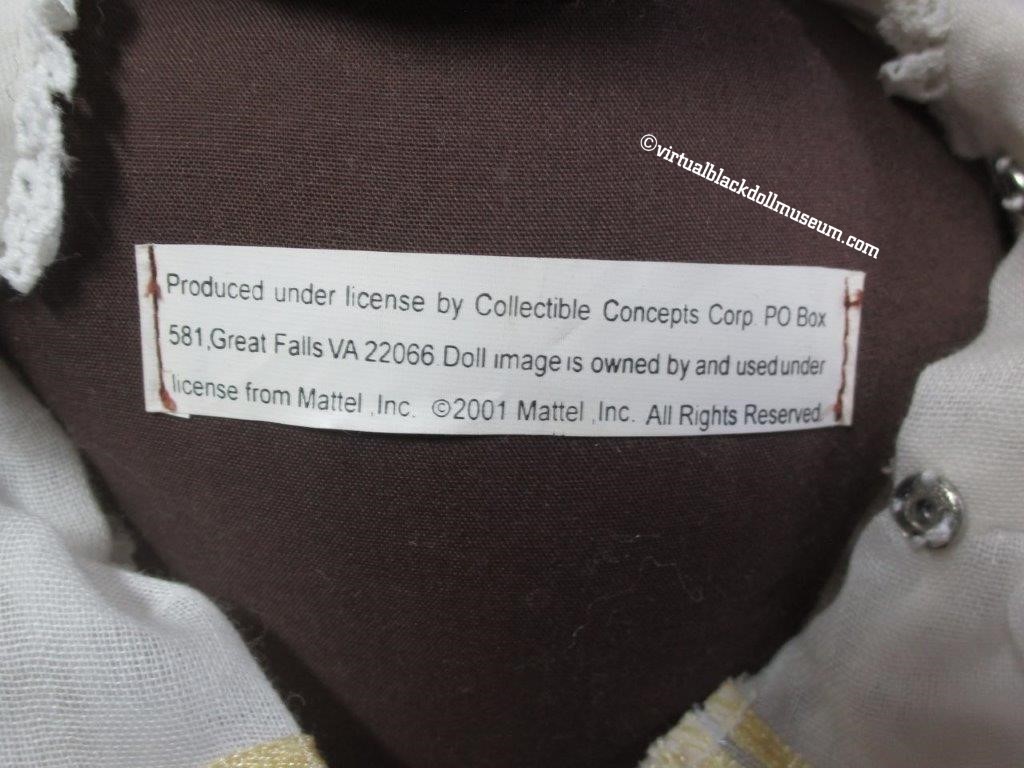 ©virtualblackdollmuseum.com
Produced under license by Collectible Concepts Corp. PO Box
581,Great Falls VA 22066 Doll image is owned by and used under
license from Mattel ,Inc. ©2001 Mattel ,Inc. All Rights Reserved.